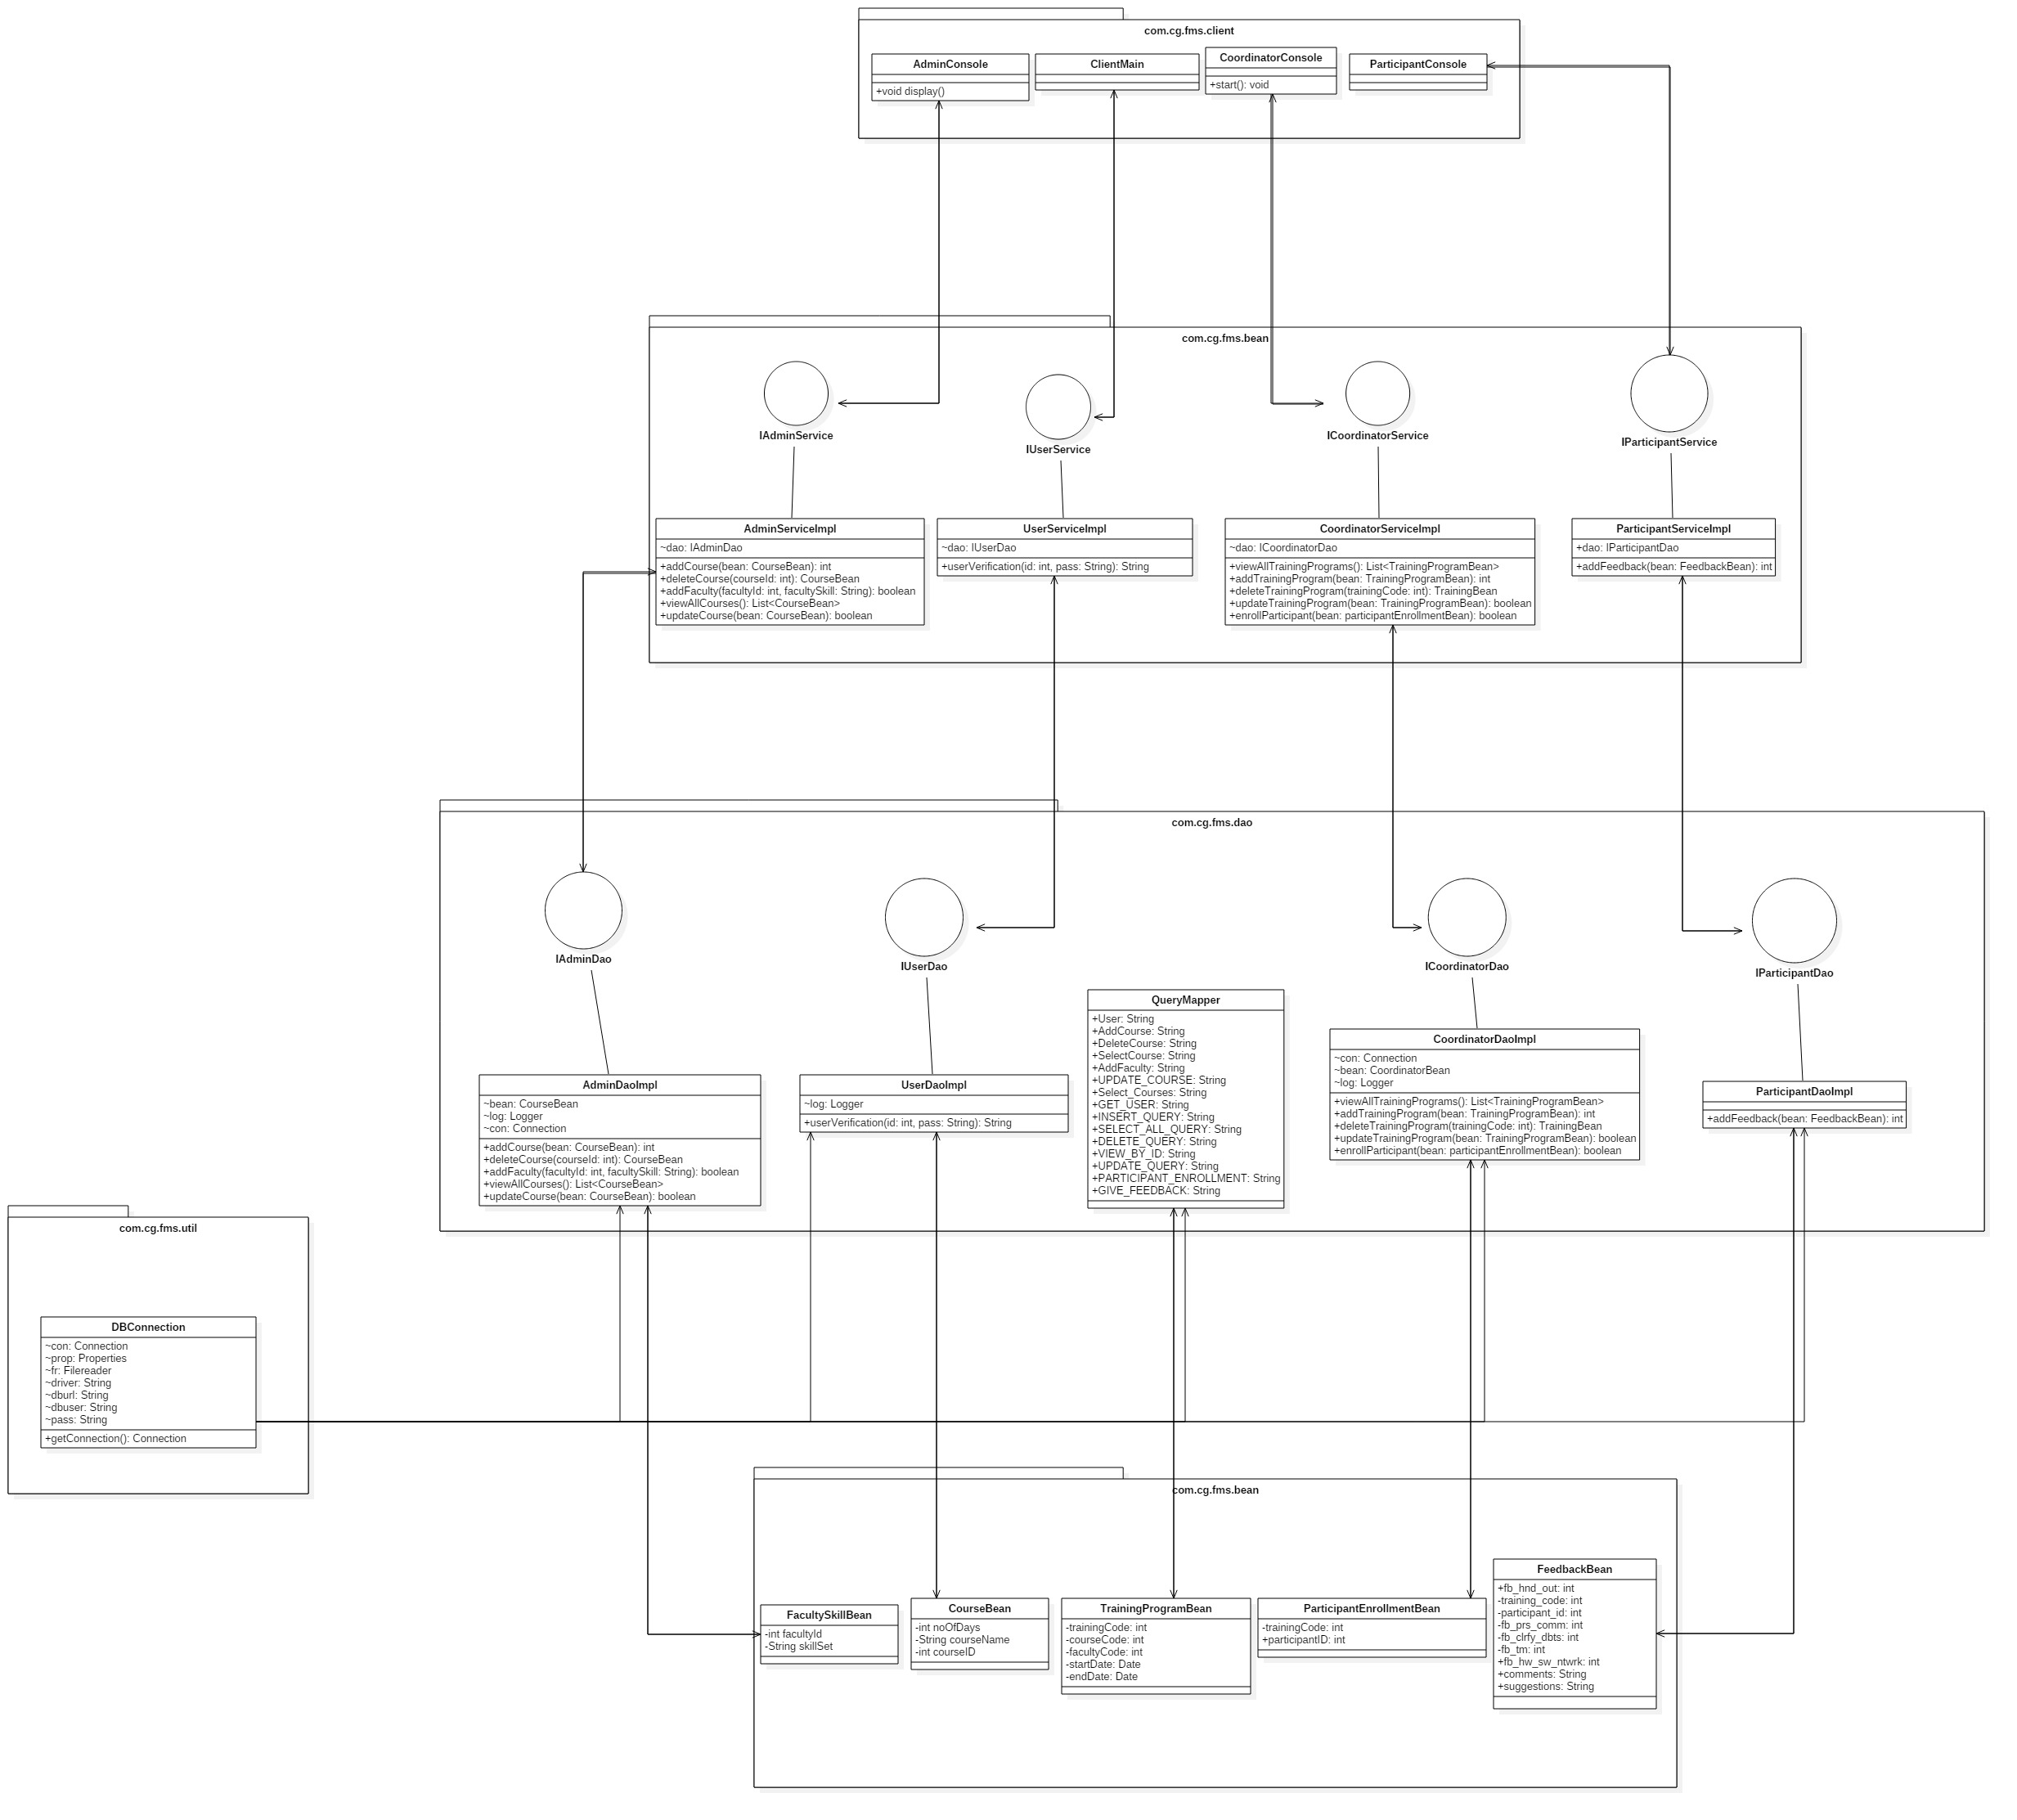 com.cg.fms.client
AdminConsole
+void display()
ClientMain
CoordinatorConsole
+start(): void
ParticipantConsole
com.cg.fms.bean
IAdminService
IUserService
ICoordinatorService
IParticipantService
AdminServiceImpl
~dao: IAdminDao
+addCourse(bean: CourseBean): int
+deleteCourse(courseId: int): CourseBean
+addFaculty(facultyId: int, facultySkill: String): boolean
+viewAllCourses(): List<CourseBean>
+updateCourse(bean: CourseBean): boolean
UserServiceImpl
~dao: IUserDao
+userVerification(id: int, pass: String): String
CoordinatorServiceImpl
~dao: ICoordinatorDao
+viewAllTrainingPrograms(): List<TrainingProgramBean>
+addTrainingProgram(bean: TrainingProgramBean): int
+deleteTrainingProgram(trainingCode: int): TrainingBean
+updateTrainingProgram(bean: TrainingProgramBean): boolean
+enrollParticipant(bean: participantEnrollmentBean): boolean
ParticipantServiceImpl
+dao: IParticipantDao
+addFeedback(bean: FeedbackBean): int
com.cg.fms.dao
IAdminDao
IUserDao
ICoordinatorDao
IParticipantDao
AdminDaoImpl
~bean: CourseBean
~log: Logger
~con: Connection
+addCourse(bean: CourseBean): int
+deleteCourse(courseId: int): CourseBean
+addFaculty(facultyId: int, facultySkill: String): boolean
+viewAllCourses(): List<CourseBean>
+updateCourse(bean: CourseBean): boolean
UserDaoImpl
~log: Logger
+userVerification(id: int, pass: String): String
QueryMapper
+User: String
+AddCourse: String
+DeleteCourse: String
+SelectCourse: String
+AddFaculty: String
+UPDATE_COURSE: String
+Select_Courses: String
+GET_USER: String
+INSERT_QUERY: String
+SELECT_ALL_QUERY: String
+DELETE_QUERY: String
+VIEW_BY_ID: String
+UPDATE_QUERY: String
+PARTICIPANT_ENROLLMENT: String
+GIVE_FEEDBACK: String
CoordinatorDaoImpl
~con: Connection
~bean: CoordinatorBean
~log: Logger
+viewAllTrainingPrograms(): List<TrainingProgramBean>
+addTrainingProgram(bean: TrainingProgramBean): int
+deleteTrainingProgram(trainingCode: int): TrainingBean
+updateTrainingProgram(bean: TrainingProgramBean): boolean
+enrollParticipant(bean: participantEnrollmentBean): boolean
ParticipantDaoImpl
+addFeedback(bean: FeedbackBean): int
com.cg.fms.util
DBConnection
~con: Connection
~prop: Properties
~fr: Filereader
~driver: String
~dburl: String
~dbuser: String
~pass: String
+getConnection(): Connection
com.cg.fms.bean
FacultySkillBean
-int facultyId
-String skillSet
CourseBean
-int noOfDays
-String courseName
-int courseID
TrainingProgramBean
-trainingCode: int
-courseCode: int
-facultyCode: int
-startDate: Date
-endDate: Date
ParticipantEnrollmentBean
-trainingCode: int
+participantID: int
FeedbackBean
+fb_hnd_out: int
-training_code: int
-participant_id: int
-fb_prs_comm: int
-fb_clrfy_dbts: int
-fb_tm: int
+fb_hw_sw_ntwrk: int
+comments: String
+suggestions: String